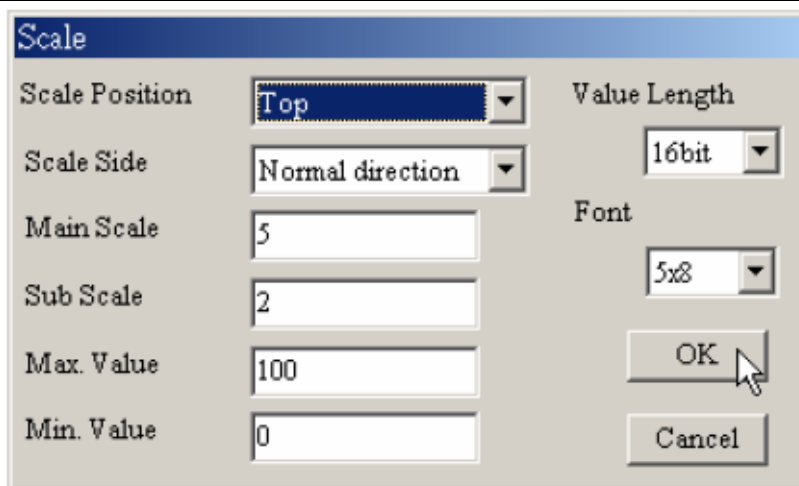 Scale
Scale Position
Top
Value Length
Scale Side
Normal direction
16bit
Main Scale
5
Font
Sub Scale
2
5x8
Max. Value
100
OK
Min. Value
0
Cancel